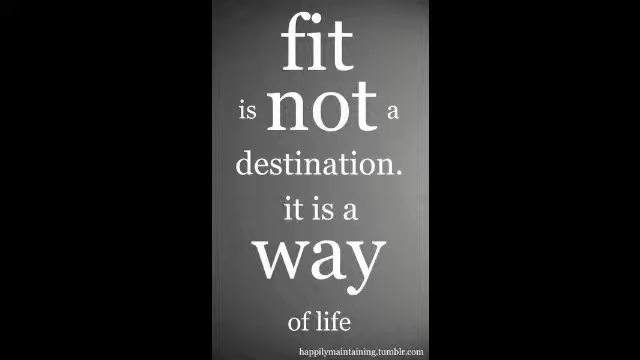 fit
is not a
destination.
it is a
way
of life
happilymaintaining.tumblr.com